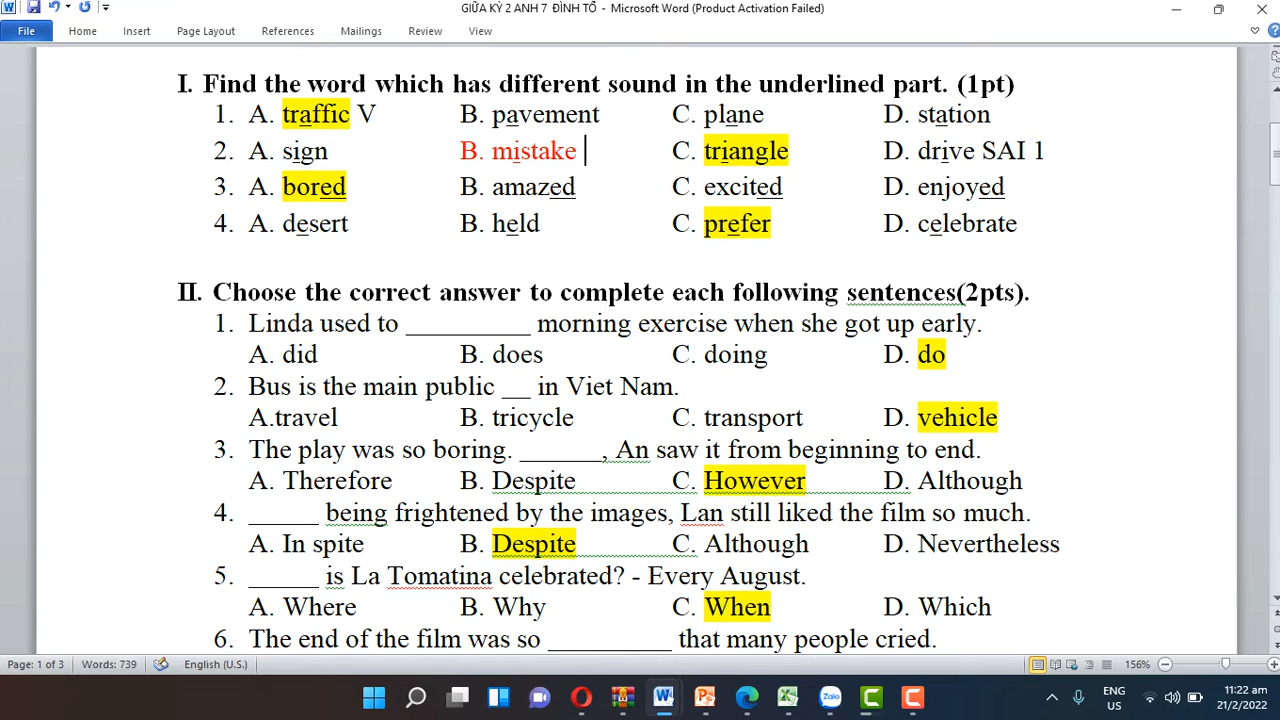 GIỮA KỲ 2 ANH 7 ĐÌNH TỔ - Microsoft Word (Product Activation Failed)
File Home Insert Page Layout References Mailings Review View
I. Find the word which has different sound in the underlined part. (1pt)
1. A. traffic V B. pavement C. plane D. station
2. A. sign B. mistake C. triangle D. drive SAI 1
3. A. bored B. amazed C. excited D. enjoyed
4. A. desert B. held C. prefer D. celebrate
II. Choose the correct answer to complete each following sentences(2pts).
1. Linda used to _________ morning exercise when she got up early.
A. did B. does C. doing D. do
2. Bus is the main public __ in Viet Nam.
A.travel B. tricycle C. transport D. vehicle
3. The play was so boring. ______, An saw it from beginning to end.
A. Therefore B. Despite C. However D. Although
4. _____ being frightened by the images, Lan still liked the film so much.
A. In spite B. Despite C. Although D. Nevertheless
5. _____ is La Tomatina celebrated? - Every August.
A. Where B. Why C. When D. Which
6. The end of the film was so _________ that many people cried.
Page: 1 of 3 Words: 739 English (U.S.) 156%
ENG US 11:22 am 21/2/2022